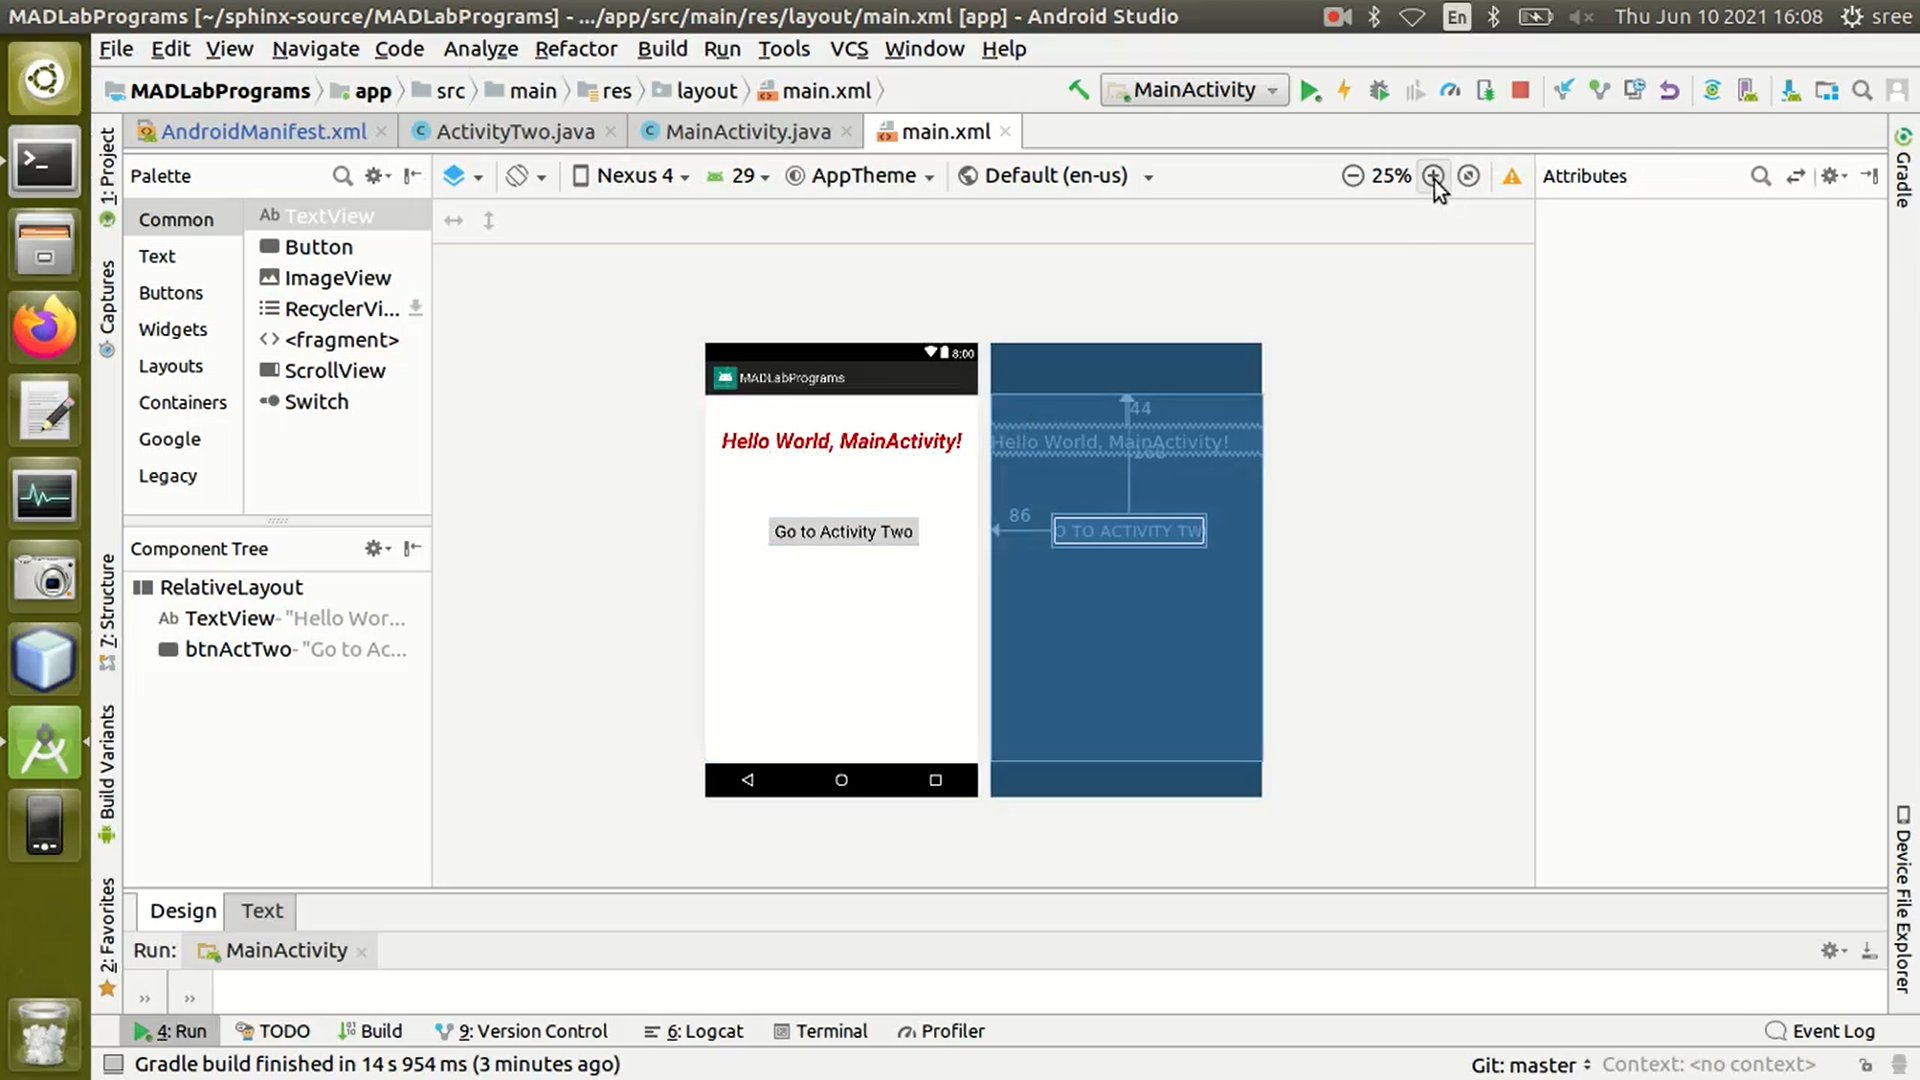 MADLabPrograms [~/sphinx-source/MADLabPrograms] - .../app/src/main/res/layout/main.xml [app] - Android Studio
En
Thu Jun 10 2021 16:08
sree
File Edit View Navigate Code Analyze Refactor Build Run Tools VCS Window Help
MADLabPrograms app src main res layout main.xml
MainActivity
AndroidManifest.xml
ActivityTwo.java
MainActivity.java
main.xml
1: Project
Captures
7: Structure
Build Variants
2: Favorites
Palette
Common
Text
Buttons
Widgets
Layouts
Containers
Google
Legacy
Ab TextView
Button
ImageView
RecyclerVi...
<fragment>
ScrollView
Switch
Nexus 4
29
AppTheme
Default (en-us)
25%
Attributes
Component Tree
RelativeLayout
Ab TextView- "Hello Wor...
btnActTwo- "Go to Ac...
8:00
MADLabPrograms
Hello World, MainActivity!
Go to Activity Two
44
Hello World, MainActivity!
86
O TO ACTIVITY TW
Gradle
Device File Explorer
Design
Text
Run:
MainActivity
4: Run
TODO
Build
9: Version Control
6: Logcat
Terminal
Profiler
Event Log
Gradle build finished in 14 s 954 ms (3 minutes ago)
Git: master
Context: <no context>